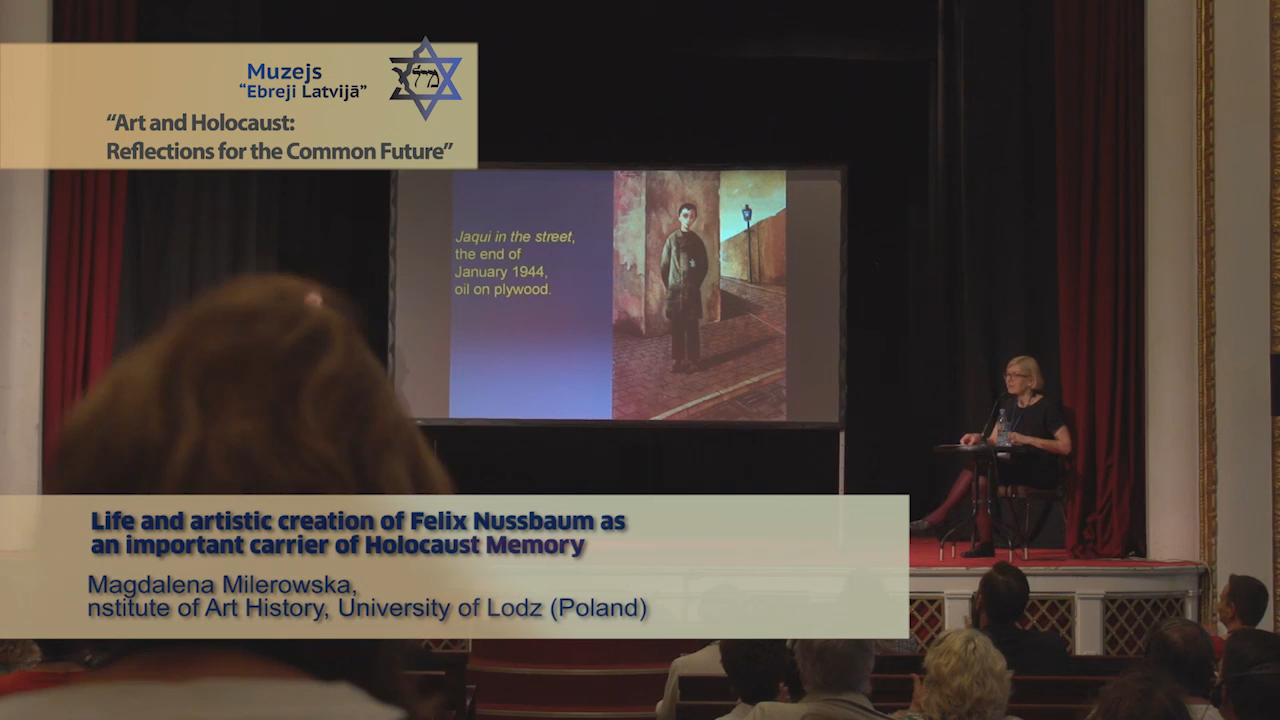 Muzejs
“Ebreji Latvijā”
“Art and Holocaust:
Reflections for the Common Future”
Jaqui in the street,
the end of
January 1944,
oil on plywood.
Life and artistic creation of Felix Nussbaum as
an important carrier of Holocaust Memory
Magdalena Milerowska,
nstitute of Art History, University of Lodz (Poland)